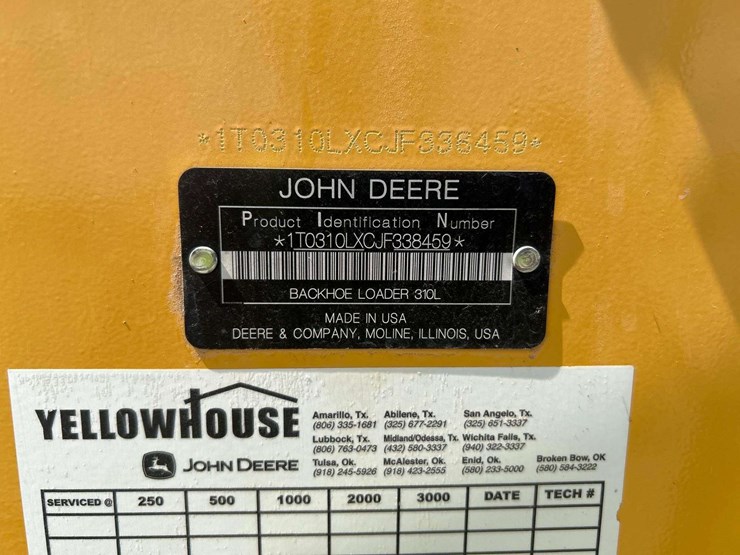 *1T0310LXCJF338459*
JOHN DEERE
Product Identification Number
*1T0310LXCJF338459*
BACKHOE LOADER 310L
MADE IN USA
DEERE & COMPANY, MOLINE, ILLINOIS, USA
YELLOWHOUSE
JOHN DEERE
Amarillo, Tx. Abilene, Tx. San Angelo, Tx.
(806) 335-1681 (325) 677-2291 (325) 651-3337
Lubbock, Tx. Midland/Odessa, Tx. Wichita Falls, Tx.
(806) 763-0473 (432) 580-3337 (940) 322-3337
Tulsa, Ok. McAlester, Ok. Enid, Ok. Broken Bow, OK
(918) 245-5926 (918) 423-2555 (580) 233-5000 (580) 584-3222
SERVICED @ 250 500 1000 2000 3000 DATE TECH #